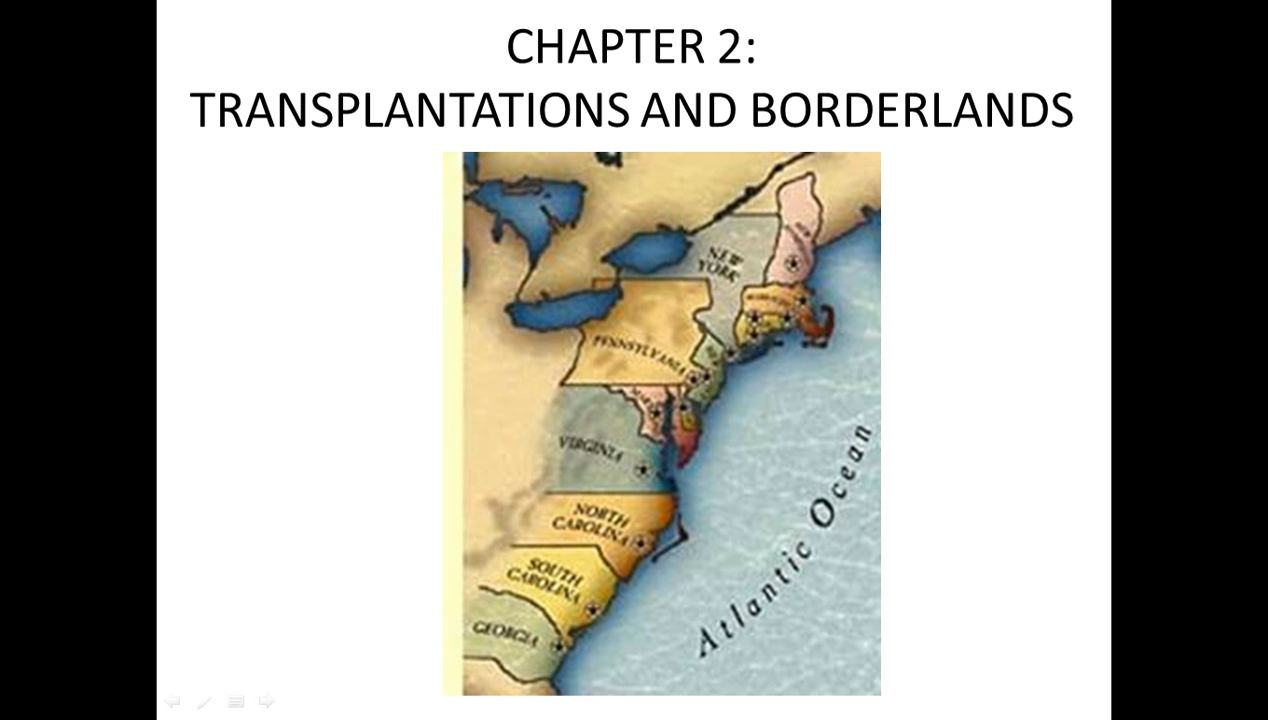 CHAPTER 2:
TRANSPLANTATIONS AND BORDERLANDS
NEW
YORK
PENNSYLVANIA
VIRGINIA
NORTH
CAROLINA
SOUTH
CAROLINA
GEORGIA
Atlantic Ocean